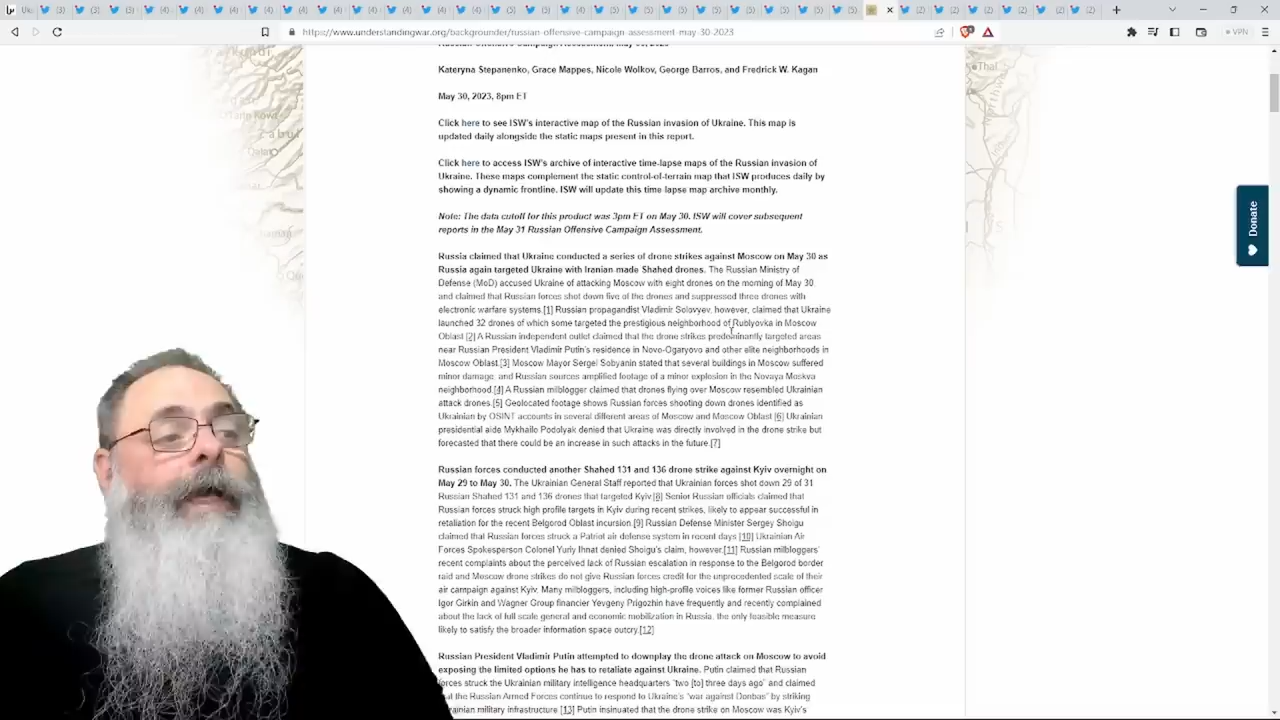 https://www.understandingwar.org/backgrounder/russian-offensive-campaign-assessment-may-30-2023
VPN
Kateryna Stepanenko, Grace Mappes, Nicole Wolkov, George Barros, and Fredrick W. Kagan
May 30, 2023, 8pm ET
Click here to see ISW's interactive map of the Russian invasion of Ukraine. This map is
updated daily alongside the static maps present in this report.
Click here to access ISW's archive of interactive time-lapse maps of the Russian invasion of
Ukraine. These maps complement the static control-of-terrain map that ISW produces daily by
showing a dynamic frontline. ISW will update this time lapse map archive monthly.
Note: The data cutoff for this product was 3pm ET on May 30. ISW will cover subsequent
reports in the May 31 Russian Offensive Campaign Assessment.
Donate
Russia claimed that Ukraine conducted a series of drone strikes against Moscow on May 30 as
Russia again targeted Ukraine with Iranian made Shahed drones. The Russian Ministry of
Defense (MoD) accused Ukraine of attacking Moscow with eight drones on the morning of May 30
and claimed that Russian forces shot down five of the drones and suppressed three drones with
electronic warfare systems.[1] Russian propagandist Vladimir Solovyev, however, claimed that Ukraine
launched 32 drones of which some targeted the prestigious neighborhood of Rublyovka in Moscow
Oblast.[2] A Russian independent outlet claimed that the drone strikes predominantly targeted areas
near Russian President Vladimir Putin's residence in Novo-Ogaryovo and other elite neighborhoods in
Moscow Oblast.[3] Moscow Mayor Sergei Sobyanin stated that several buildings in Moscow suffered
minor damage, and Russian sources amplified footage of a minor explosion in the Novaya Moskva
neighborhood.[4] A Russian milblogger claimed that drones flying over Moscow resembled Ukrainian
attack drones.[5] Geolocated footage shows Russian forces shooting down drones identified as
Ukrainian by OSINT accounts in several different areas of Moscow and Moscow Oblast.[6] Ukrainian
presidential aide Mykhailo Podolyak denied that Ukraine was directly involved in the drone strike but
forecasted that there could be an increase in such attacks in the future.[7]
Russian forces conducted another Shahed 131 and 136 drone strike against Kyiv overnight on
May 29 to May 30. The Ukrainian General Staff reported that Ukrainian forces shot down 29 of 31
Russian Shahed 131 and 136 drones that targeted Kyiv.[8] Senior Russian officials claimed that
Russian forces struck high profile targets in Kyiv during recent strikes, likely to appear successful in
retaliation for the recent Belgorod Oblast incursion.[9] Russian Defense Minister Sergey Shoigu
claimed that Russian forces struck a Patriot air defense system in recent days.[10] Ukrainian Air
Forces Spokesperson Colonel Yuriy Ihnat denied Shoigu's claim, however.[11] Russian milbloggers'
recent complaints about the perceived lack of Russian escalation in response to the Belgorod border
raid and Moscow drone strikes do not give Russian forces credit for the unprecedented scale of their
air campaign against Kyiv. Many milbloggers, including high-profile voices like former Russian officer
Igor Girkin and Wagner Group financier Yevgeny Prigozhin have frequently and recently complained
about the lack of full scale general and economic mobilization in Russia, the only feasible measure
likely to satisfy the broader information space outcry.[12]
Russian President Vladimir Putin attempted to downplay the drone attack on Moscow to avoid
exposing the limited options he has to retaliate against Ukraine. Putin claimed that Russian
forces struck the Ukrainian military intelligence headquarters "two [to] three days ago" and claimed
that the Russian Armed Forces continue to respond to Ukraine's "war against Donbas" by striking
Ukrainian military infrastructure.[13] Putin insinuated that the drone strike on Moscow was Kyiv's